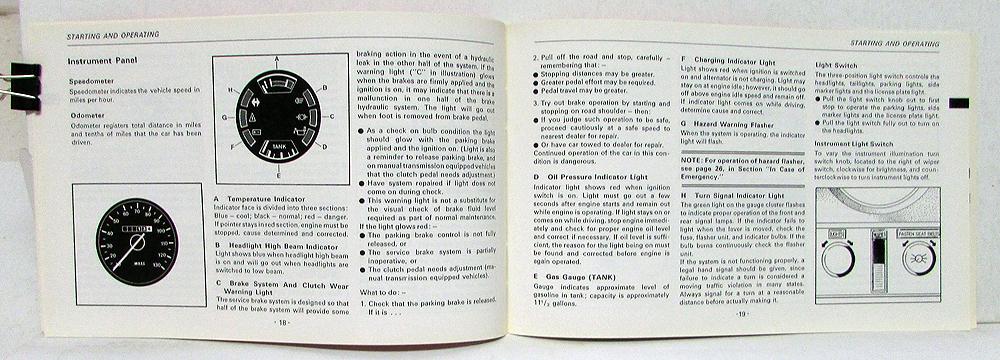 STARTING AND OPERATING
Instrument Panel
Speedometer
Speedometer indicates the vehicle speed in
miles per hour.
Odometer
Odometer registers total distance in miles
and tenths of miles that the car has been
driven.
A
H
B
G
C
F
D
TANK
E
10
20
30
40
50
60
70
80
90
100
110
120
130
MILES
A Temperature Indicator
Indicator face is divided into three sections:
Blue – cool; black – normal; red – danger.
If pointer stays in red section, engine must be
stopped, cause determined and corrected.
B Headlight High Beam Indicator
Light shows blue when headlight high beam
is on and will go out when headlights are
switched to low beam.
C Brake System And Clutch Wear
Warning Light
The service brake system is designed so that
half of the brake system will provide some
braking action in the event of a hydraulic
leak in the other half of the system. If the
warning light ("C" in illustration) glows
when the brakes are firmly applied and the
ignition is on, it may indicate that there is a
malfunction in one half of the brake
hydraulic system. The light will go out
when foot is removed from brake pedal.
● As a check on bulb condition the light
should glow with the parking brake
applied and the ignition on. (Light is also
a reminder to release parking brake, and
on manual transmission equipped vehicles
that the clutch pedal needs adjustment)
● Have system repaired if light does not
come on during check.
● This warning light is not a substitute for
the visual check of brake fluid level
required as part of normal maintenance.
If the light glows red: –
● The parking brake control is not fully
released, or
● The service brake system is partially
inoperative, or
● The clutch pedal needs adjustment (ma-
nual transmission equipped vehicles).
What to do: –
1. Check that the parking brake is released.
If it is . . .
- 18 -
STARTING AND OPERATING
2. Pull off the road and stop, carefully –
remembering that: –
● Stopping distances may be greater.
● Greater pedal effort may be required.
● Pedal travel may be greater.
3. Try out brake operation by starting and
stopping on road shoulder – then:
● If you judge such operation to be safe,
proceed cautiously at a safe speed to
nearest dealer for repair.
● Or have car towed to dealer for repair.
Continued operation of the car in this con-
dition is dangerous.
D Oil Pressure Indicator Light
Indicator light shows red when ignition
switch is on. Light must go out a few
seconds after engine starts and remain out
while engine is operating. If light stays on or
comes on while driving, stop engine immedi-
ately and check for proper engine oil level
and correct if necessary. If oil level is suffi-
cient, the reason for the light being on must
be found and corrected before engine is
again operated.
E Gas Gauge (TANK)
Gauge indicates approximate level of
gasoline in tank; capacity is approximately
11 1/2 gallons.
F Charging Indicator Light
Light shows red when ignition is switched
on and alternator is not charging. Light may
stay on at engine idle; however, it should go
off above engine idle speed and remain off.
If indicator light comes on while driving,
determine cause and correct.
G Hazard Warning Flasher
When the system is operating, the indicator
light will flash.
NOTE: For operation of hazard flasher,
see page 26, in Section "In Case of
Emergency."
H Turn Signal Indicator Light
The green light on the gauge cluster flashes
to indicate proper operation of the front and
rear signal lamps. If the indicator fails to
light when the lever is moved, check the
fuse, flasher unit, and indicator bulbs. If the
bulb burns continuously check the flasher
unit.
If the system is not functioning properly, a
legal hand signal should be given, since
failure to indicate a turn is considered a
moving traffic violation in many states.
Always signal for a turn at a reasonable
distance before actually making it.
Light Switch
The three-position light switch controls the
headlights, taillights, parking lights, side
marker lights and the license plate light.
● Pull the light switch knob out to first
stop to operate the parking lights, side
marker lights and the license plate light.
● Pull the light switch fully out to turn on
the headlights.
Instrument Light Switch
To vary the instrument illumination turn
switch knob, located to the right of wiper
switch, clockwise for brightness, and coun-
terclockwise to turn instrument lights off.
LIGHTS
FASTEN SEAT BELTS
- 19 -